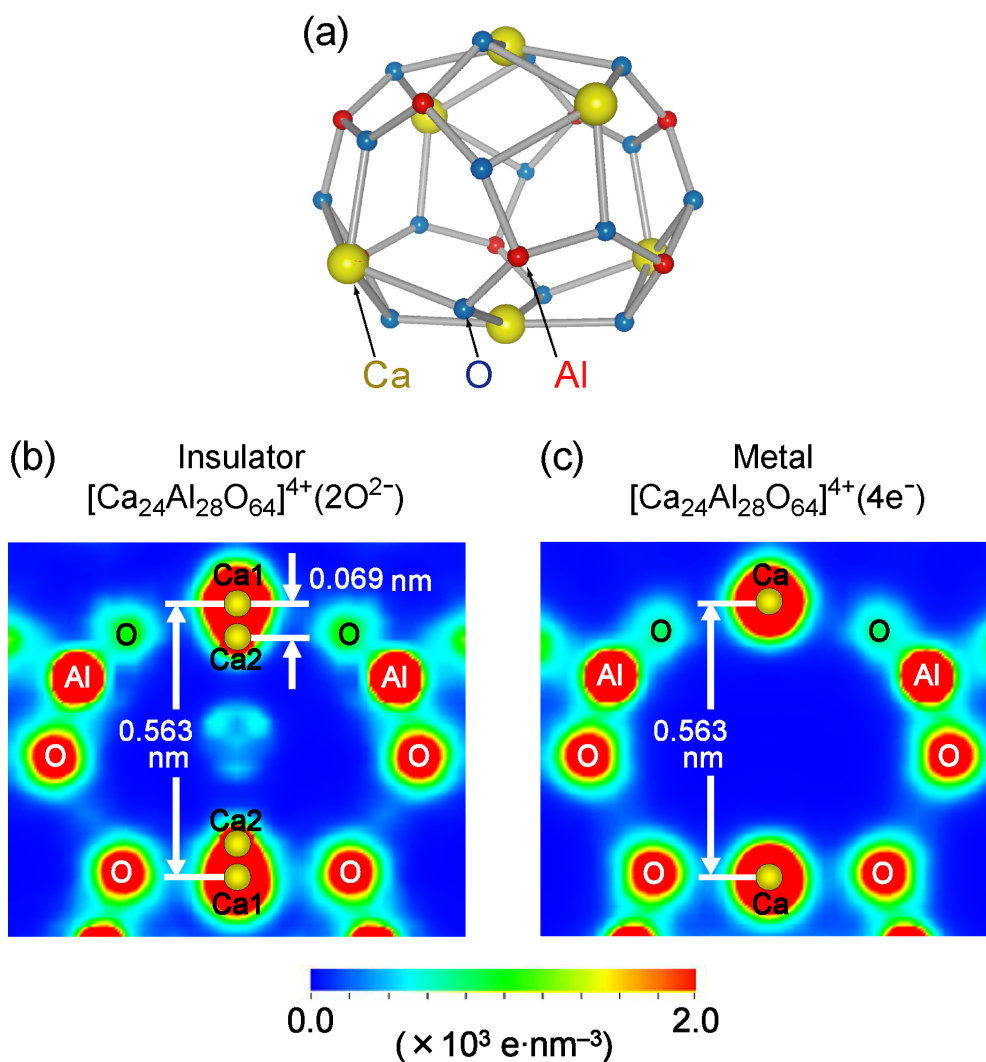 (a)
Ca O Al
(b) Insulator
[Ca₂₄Al₂₈O₆₄]⁴⁺(2O²⁻)
Ca1
0.069 nm
O O
Ca2
Al Al
0.563
nm
O O
Ca2
O O
Ca1
(c) Metal
[Ca₂₄Al₂₈O₆₄]⁴⁺(4e⁻)
Ca
O O
Al Al
0.563
nm
O O
O O
Ca
0.0 2.0
(×10³ e·nm⁻³)